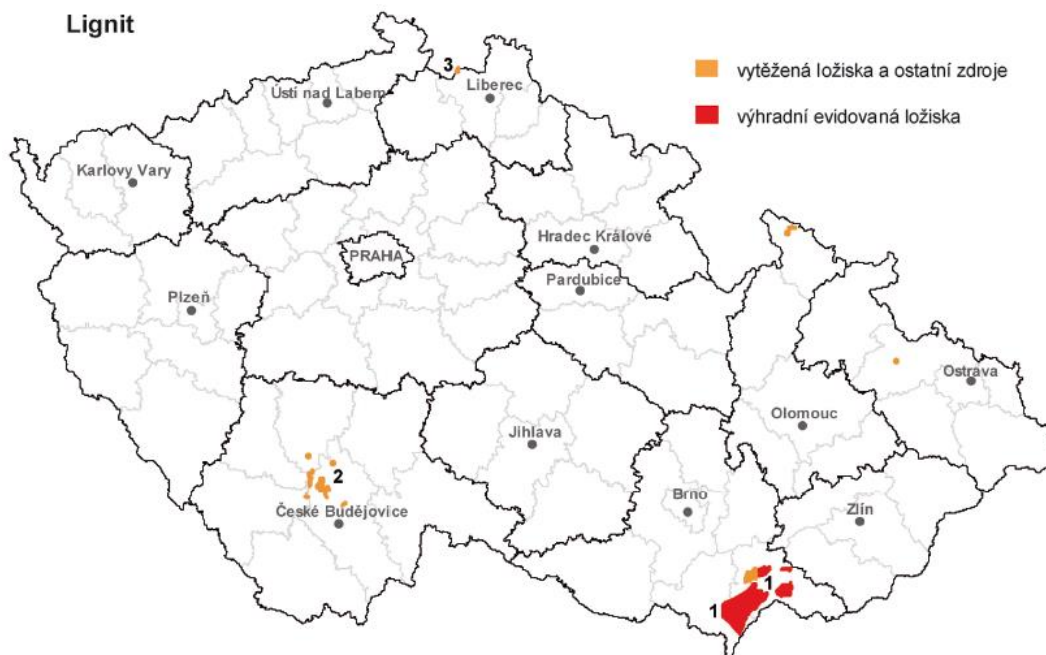 Lignit
3
Liberec
Ústí nad Labem
vytěžená ložiska a ostatní zdroje
výhradní evidovaná ložiska
Karlovy Vary
Hradec Králové
PRAHA
Pardubice
Plzeň
Ostrava
Olomouc
Jihlava
2
Brno
Zlín
České Budějovice
1
1